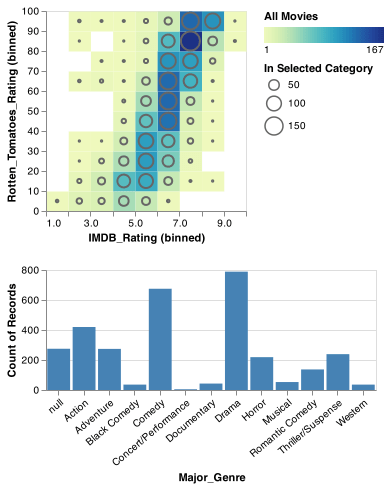 All Movies
1 167
In Selected Category
50
100
150
Rotten_Tomatoes_Rating (binned)
100
90
80
70
60
50
40
30
20
10
0
1.0 3.0 5.0 7.0 9.0
IMDB_Rating (binned)
Count of Records
800
600
400
200
0
null
Action
Adventure
Black Comedy
Comedy
Concert/Performance
Documentary
Drama
Horror
Musical
Romantic Comedy
Thriller/Suspense
Western
Major_Genre